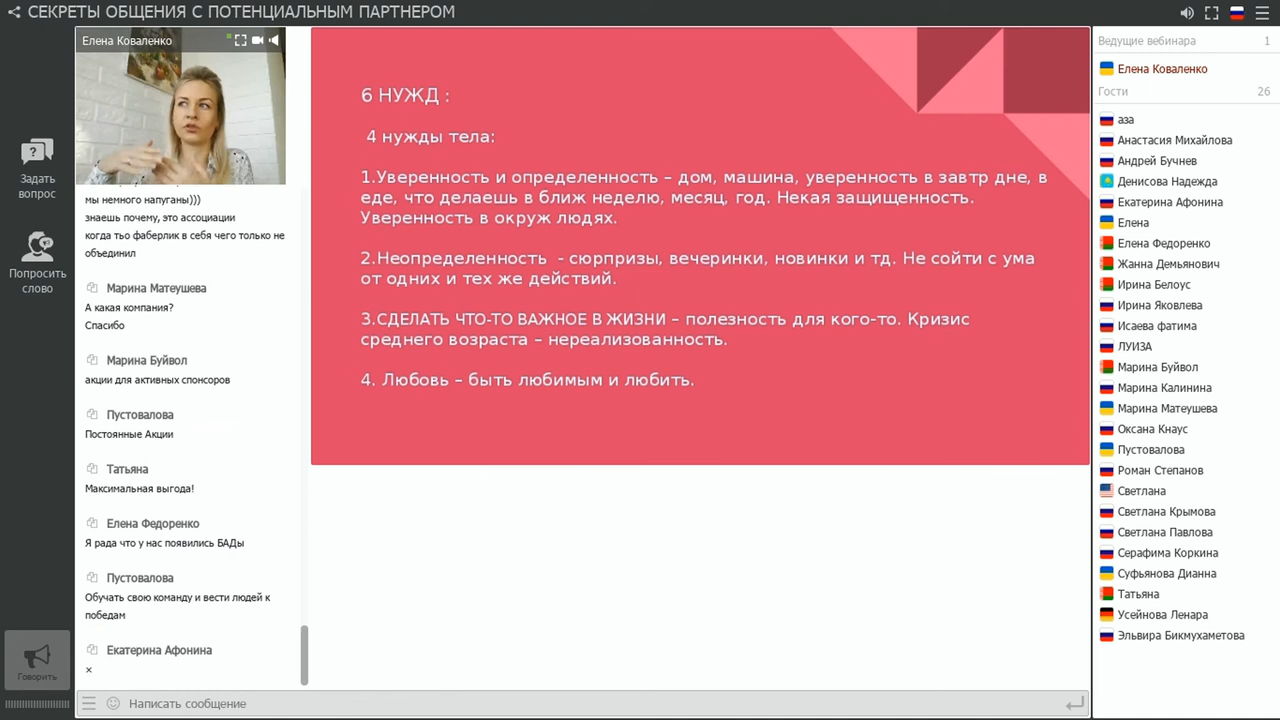 СЕКРЕТЫ ОБЩЕНИЯ С ПОТЕНЦИАЛЬНЫМ ПАРТНЕРОМ
Задать
вопрос
Попросить
слово
Говорить
Елена Коваленко
мы немного напуганы)))
знаешь почему, это ассоциации
когда тьо фаберлик в себя чего только не
объединил
Марина Матеушева
А какая компания?
Спасибо
Марина Буйвол
акции для активных спонсоров
Пустовалова
Постоянные Акции
Татьяна
Максимальная выгода!
Елена Федоренко
Я рада что у нас появились БАДы
Пустовалова
Обучать свою команду и вести людей к
победам
Екатерина Афонина
×
Написать сообщение
6 НУЖД :
4 нужды тела:
1.Уверенность и определенность – дом, машина, уверенность в завтр дне, в
еде, что делаешь в ближ неделю, месяц, год. Некая защищенность.
Уверенность в окруж людях.
2.Неопределенность - сюрпризы, вечеринки, новинки и тд. Не сойти с ума
от одних и тех же действий.
3.СДЕЛАТЬ ЧТО-ТО ВАЖНОЕ В ЖИЗНИ – полезность для кого-то. Кризис
среднего возраста – нереализованность.
4. Любовь – быть любимым и любить.
Ведущие вебинара 1
Елена Коваленко
Гости 26
аза
Анастасия Михайлова
Андрей Бучнев
Денисова Надежда
Екатерина Афонина
Елена
Елена Федоренко
Жанна Демьянович
Ирина Белоус
Ирина Яковлева
Исаева фатима
ЛУИЗА
Марина Буйвол
Марина Калинина
Марина Матеушева
Оксана Кнаус
Пустовалова
Роман Степанов
Светлана
Светлана Крымова
Светлана Павлова
Серафима Коркина
Суфьянова Дианна
Татьяна
Усейнова Ленара
Эльвира Бикмухаметова